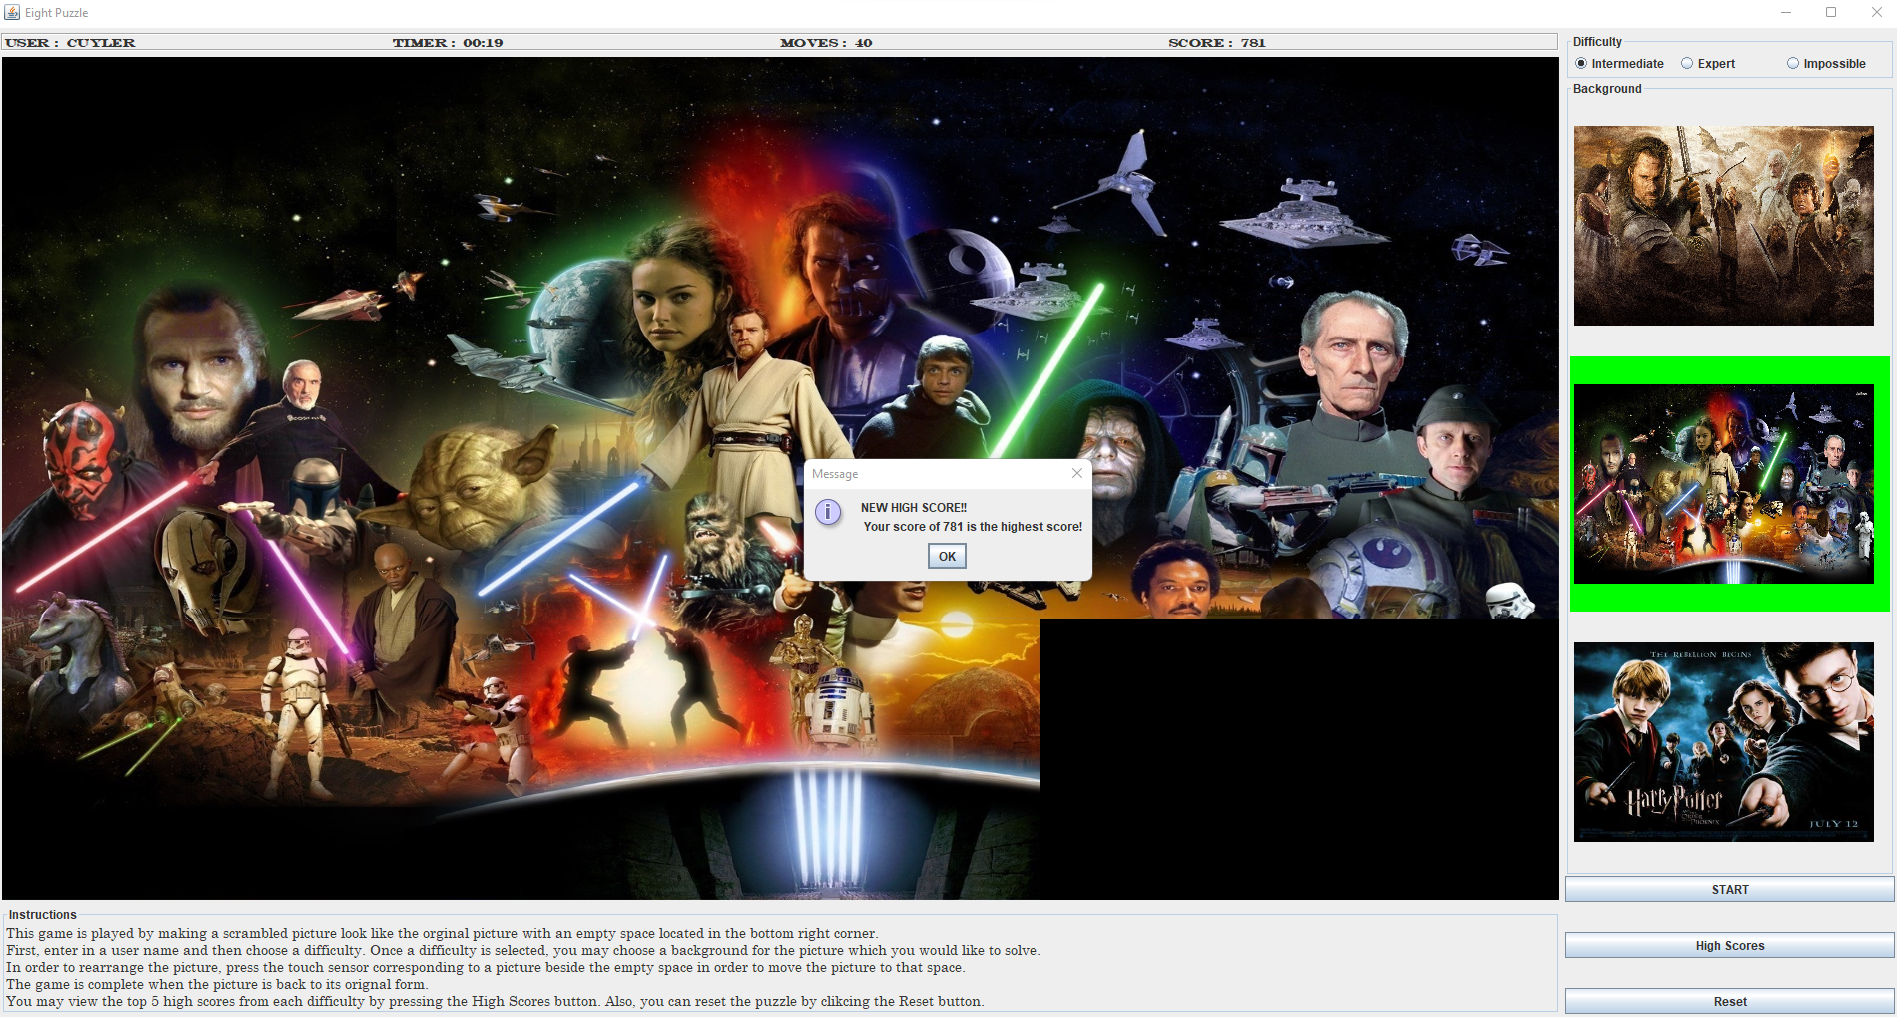 Eight Puzzle
USER : CUYLER TIMER : 00:19 MOVES : 40 SCORE : 781
Difficulty
Intermediate Expert Impossible
Background
Message
NEW HIGH SCORE!!
Your score of 781 is the highest score!
OK
THE REBELLION BEGINS
Harry Potter
AND THE
ORDER OF THE
PHOENIX
JULY 12
START
High Scores
Reset
Instructions
This game is played by making a scrambled picture look like the orginal picture with an empty space located in the bottom right corner.
First, enter in a user name and then choose a difficulty. Once a difficulty is selected, you may choose a background for the picture which you would like to solve.
In order to rearrange the picture, press the touch sensor corresponding to a picture beside the empty space in order to move the picture to that space.
The game is complete when the picture is back to its orignal form.
You may view the top 5 high scores from each difficulty by pressing the High Scores button. Also, you can reset the puzzle by clikcing the Reset button.